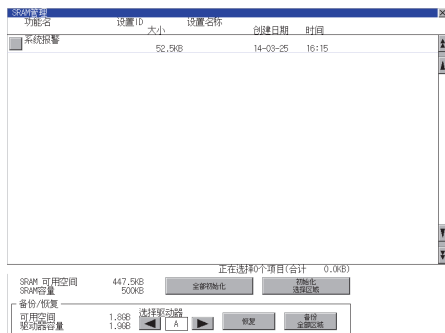 SRAM管理
功能名 设置ID 设置名称
大小 创建日期 时间
系统报警
52.5KB 14-03-25 16:15
正在选择0个项目(合计 0.0KB)
SRAM 可用空间 447.5KB
SRAM容量 500KB
全部初始化
初始化
选择区域
备份/恢复
可用空间 1.8GB
驱动器容量 1.9GB
选择驱动器
A
恢复
备份
全部区域